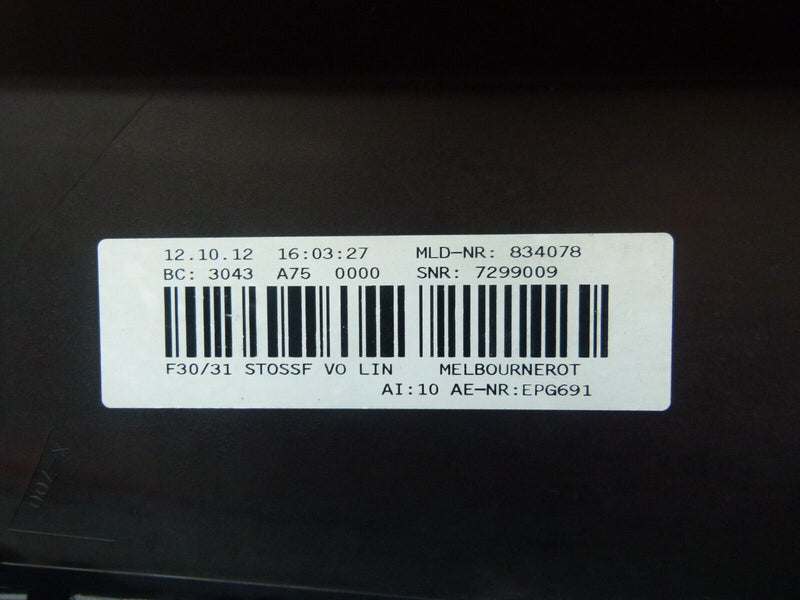 12.10.12 16:03:27 MLD-NR: 834078
BC: 3043 A75 0000 SNR: 7299009
F30/31 STOSSF VO LIN MELBOURNEROT
AI:10 AE-NR:EPG691
X 700